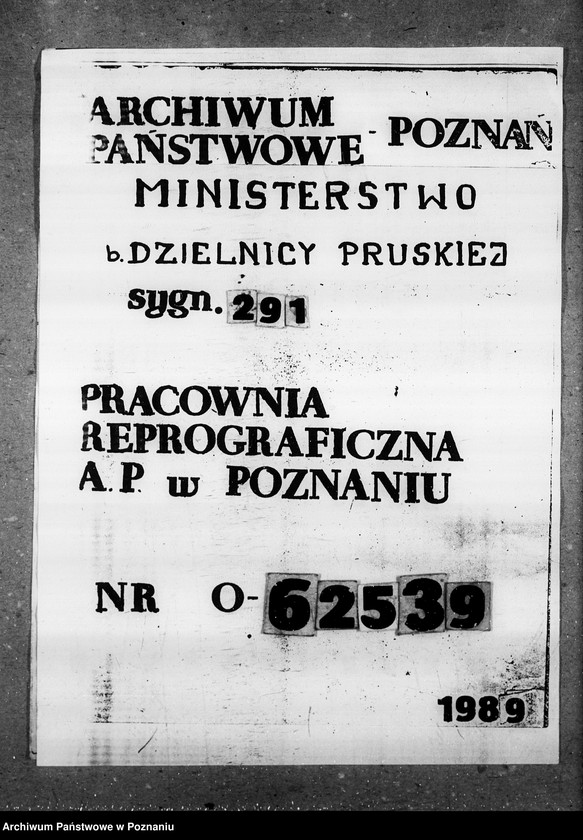 ARCHIWUM
PAŃSTWOWE - POZNAŃ
MINISTERSTWO
b. DZIELNICY PRUSKIEJ
sygn. 291
PRACOWNIA
REPROGRAFICZNA
A.P. w POZNANIU
NR O-62539
1989
Archiwum Państwowe w Poznaniu